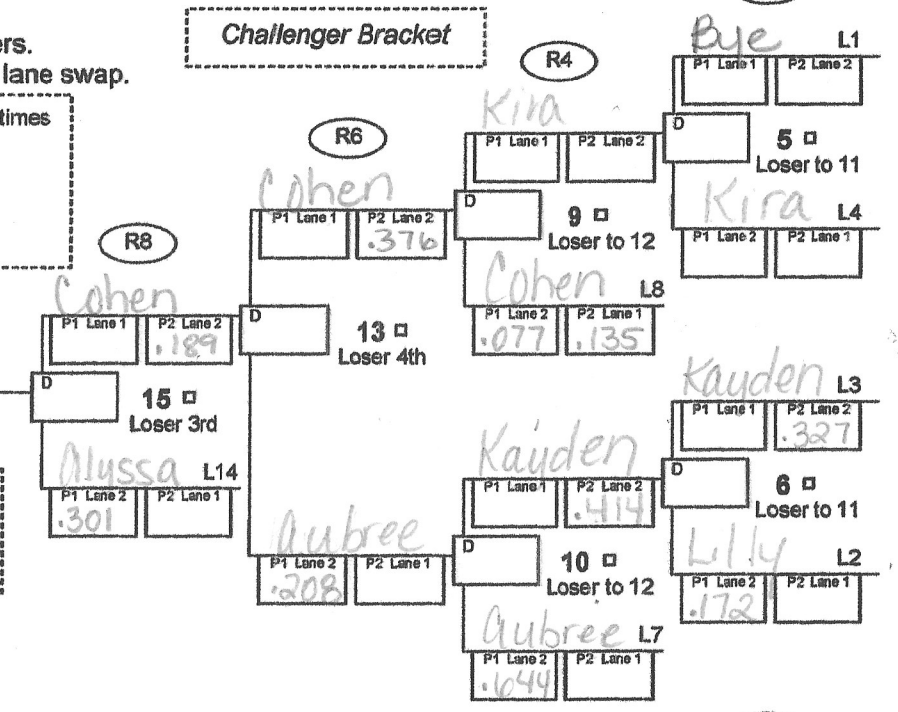 Challenger Bracket
ers.
lane swap.
times
R4
R6
R8
Bye L1
P1 Lane 1 P2 Lane 2
D
5
Loser to 11
Kira L4
P1 Lane 2 P2 Lane 1
Kira
P1 Lane 1 P2 Lane 2
D
9
Loser to 12
Cohen L8
P1 Lane 2 P2 Lane 1
.077 .135
Cohen
P1 Lane 1 P2 Lane 2
.376
D
13
Loser 4th
Cohen
P1 Lane 1 P2 Lane 2
.189
D
15
Loser 3rd
Alyssa L14
P1 Lane 2 P2 Lane 1
.301
Kayden L3
P1 Lane 1 P2 Lane 2
.327
D
6
Loser to 11
Lilly L2
P1 Lane 2 P2 Lane 1
.172
Kayden
P1 Lane 1 P2 Lane 2
.414
D
10
Loser to 12
Aubree L7
P1 Lane 2 P2 Lane 1
.644
Aubree
P1 Lane 2 P2 Lane 1
.208